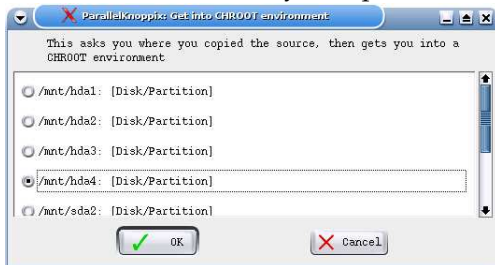 ParallelKnoppix: Get into CHROOT environment
This asks you where you copied the source, then gets you into a
CHROOT environment
/mnt/hda1: [Disk/Partition]
/mnt/hda2: [Disk/Partition]
/mnt/hda3: [Disk/Partition]
/mnt/hda4: [Disk/Partition]
/mnt/sda2: [Disk/Partition]
OK Cancel